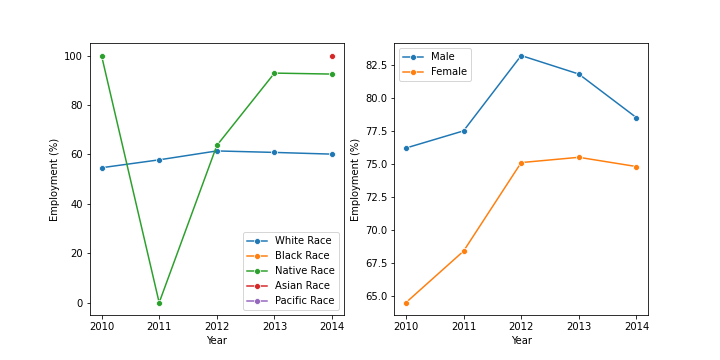 100
80
60
40
20
0
Employment (%)
2010 2011 2012 2013 2014
Year
White Race
Black Race
Native Race
Asian Race
Pacific Race
82.5
80.0
77.5
75.0
72.5
70.0
67.5
65.0
Employment (%)
2010 2011 2012 2013 2014
Year
Male
Female